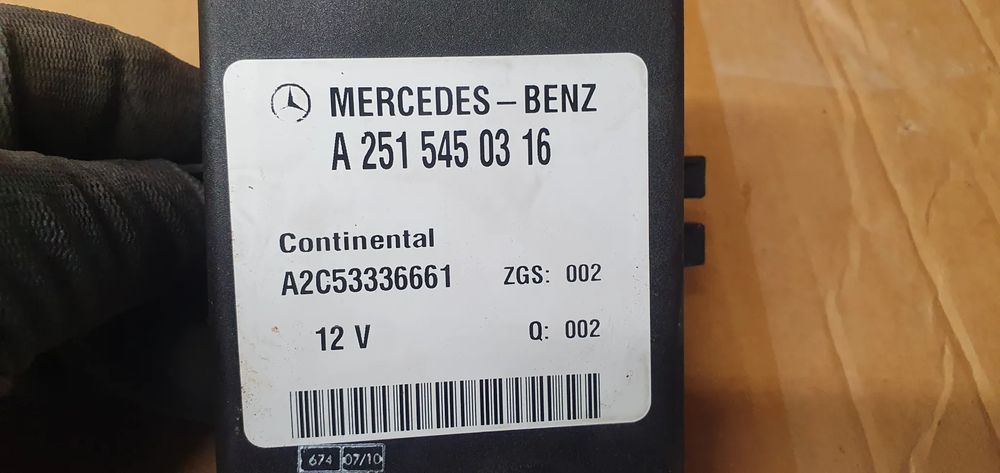 MERCEDES-BENZ
A 251 545 03 16
Continental
A2C53336661 ZGS: 002
12 V Q: 002
674 07/10